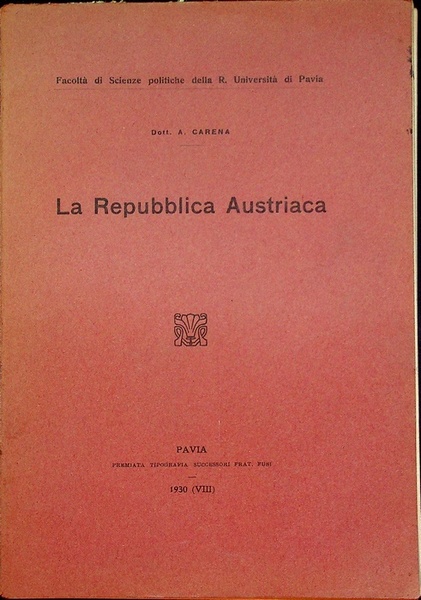 Facoltà di Scienze politiche della R. Università di Pavia
Dott. A. CARENA
La Repubblica Austriaca
PAVIA
PREMIATA TIPOGRAFIA SUCCESSORI FRAT. FUSI
1930 (VIII)